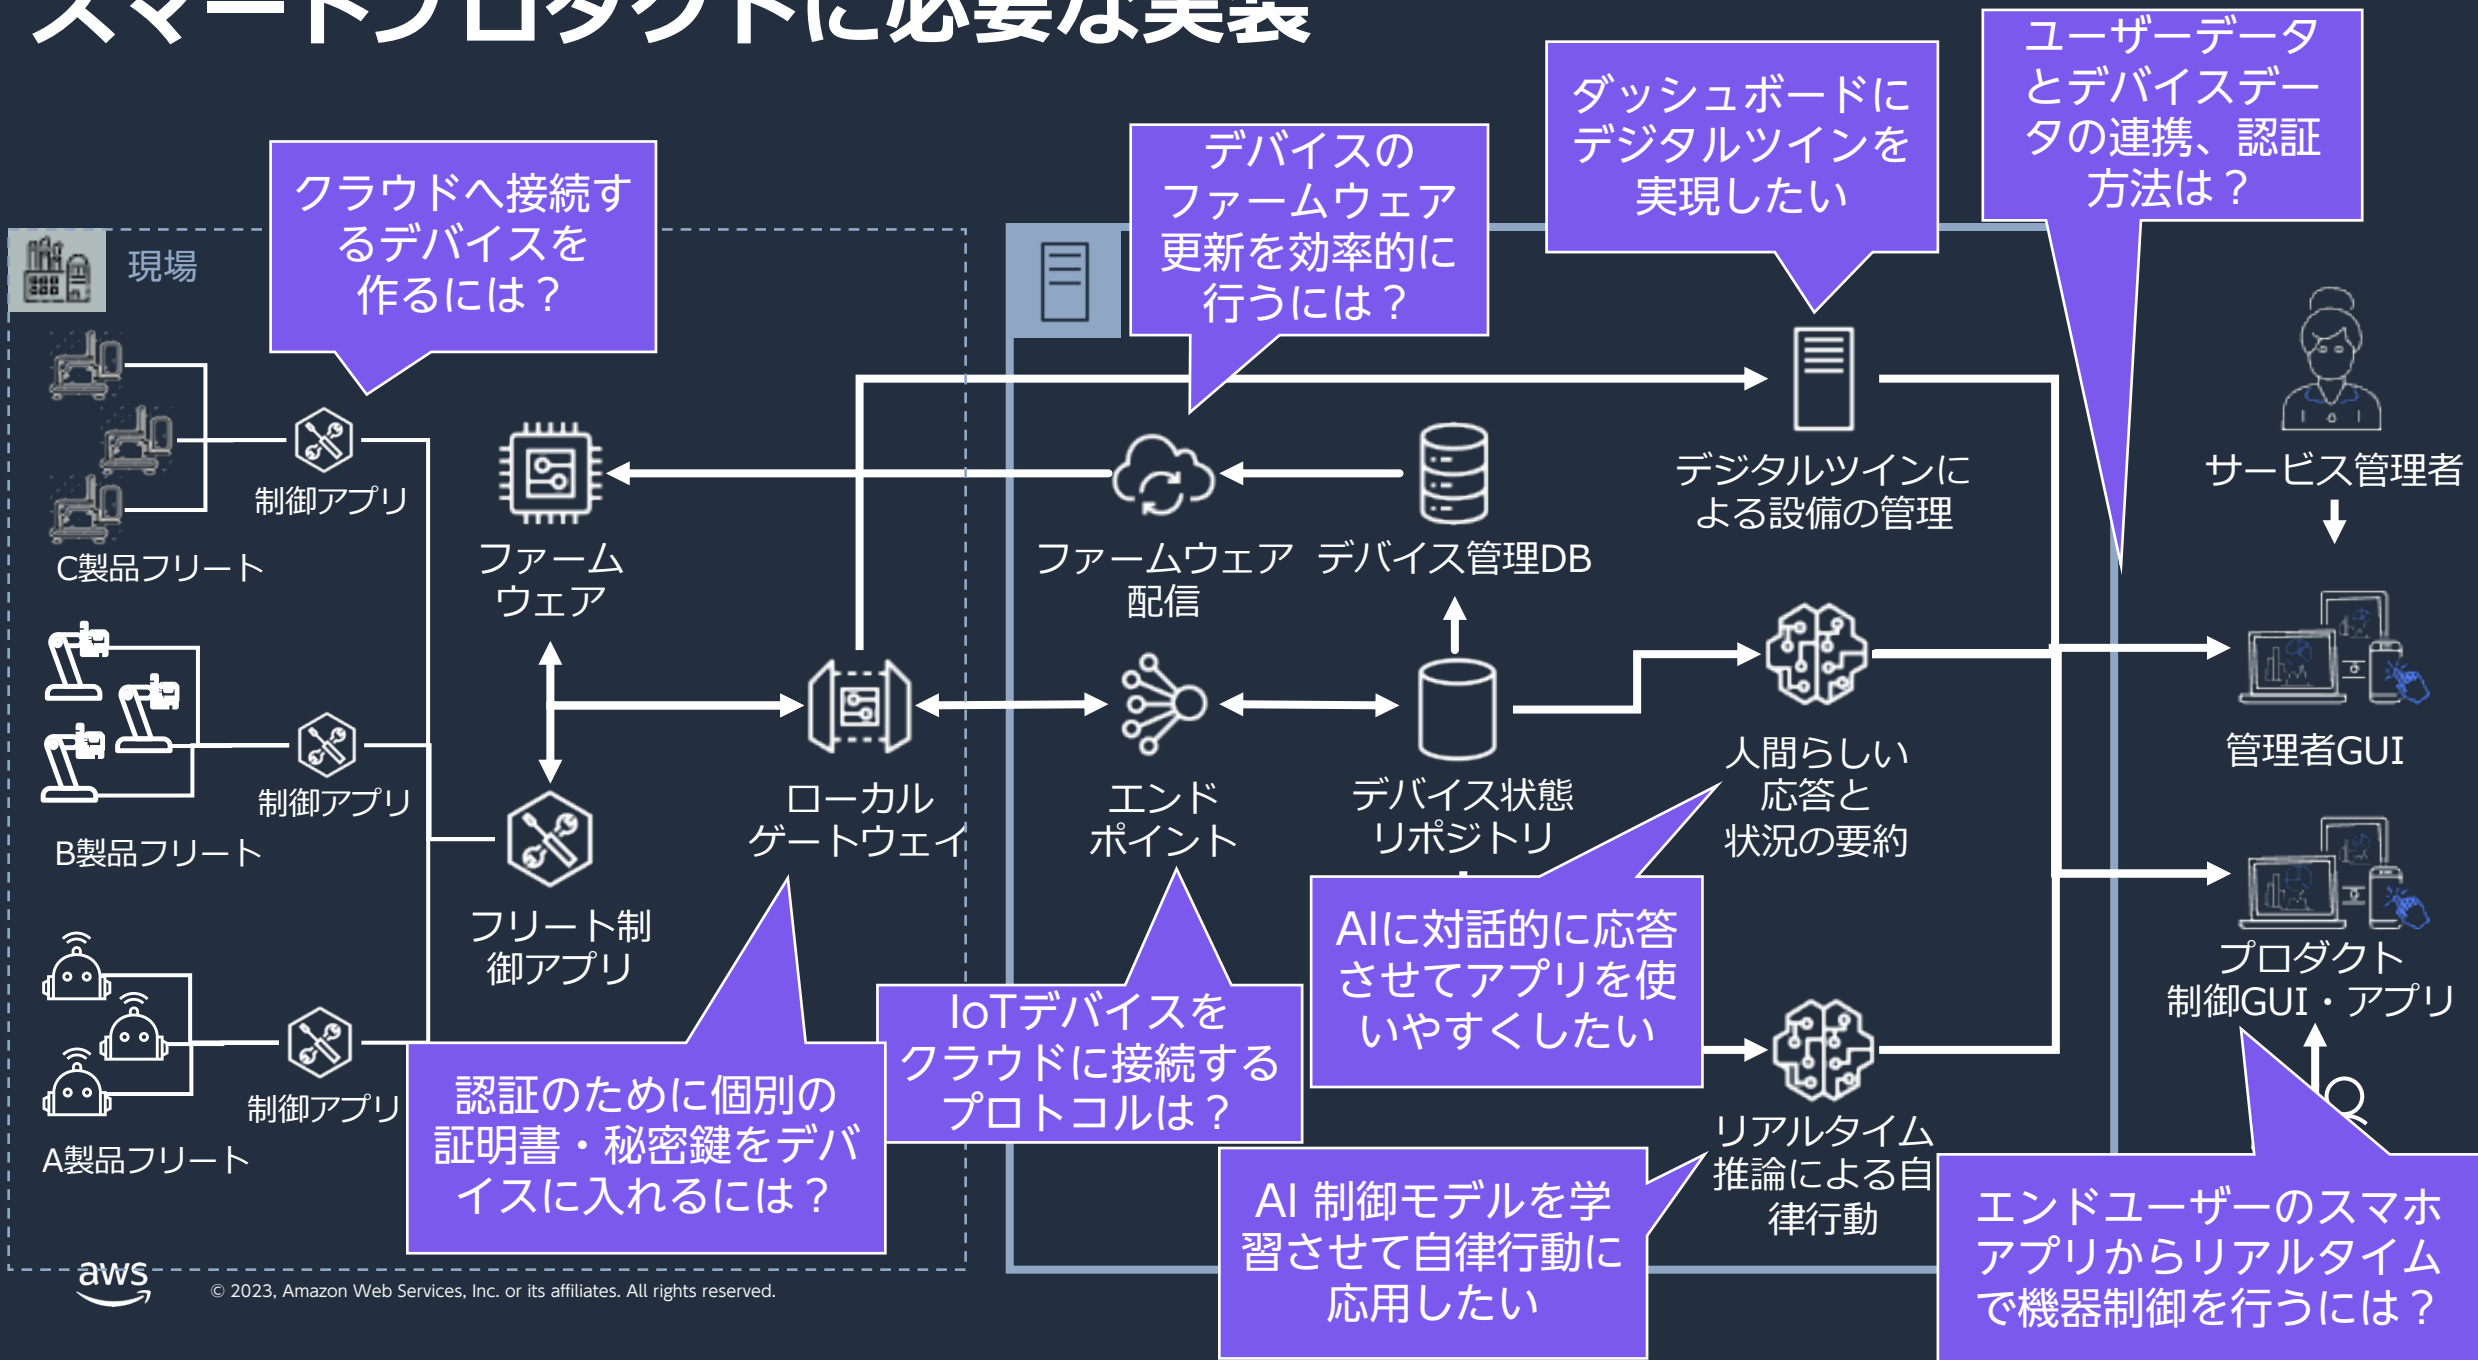 スマートプロダクトに必要な実装
クラウドへ接続す
るデバイスを
作るには？
デバイスの
ファームウェア
更新を効率的に
行うには？
ダッシュボードに
デジタルツインを
実現したい
ユーザーデータ
とデバイスデー
タの連携、認証
方法は？
現場
制御アプリ
C製品フリート
ファーム
ウェア
ファームウェア
配信
デバイス管理DB
デジタルツインに
よる設備の管理
サービス管理者
制御アプリ
B製品フリート
フリート制
御アプリ
ローカル
ゲートウェイ
エンド
ポイント
デバイス状態
リポジトリ
人間らしい
応答と
状況の要約
管理者GUI
プロダクト
制御GUI・アプリ
制御アプリ
A製品フリート
認証のために個別の
証明書・秘密鍵をデバ
イスに入れるには？
IoTデバイスを
クラウドに接続する
プロトコルは？
AIに対話的に応答
させてアプリを使
いやすくしたい
リアルタイム
推論による自
律行動
AI 制御モデルを学
習させて自律行動に
応用したい
エンドユーザーのスマホ
アプリからリアルタイム
で機器制御を行うには？
aws
© 2023, Amazon Web Services, Inc. or its affiliates. All rights reserved.